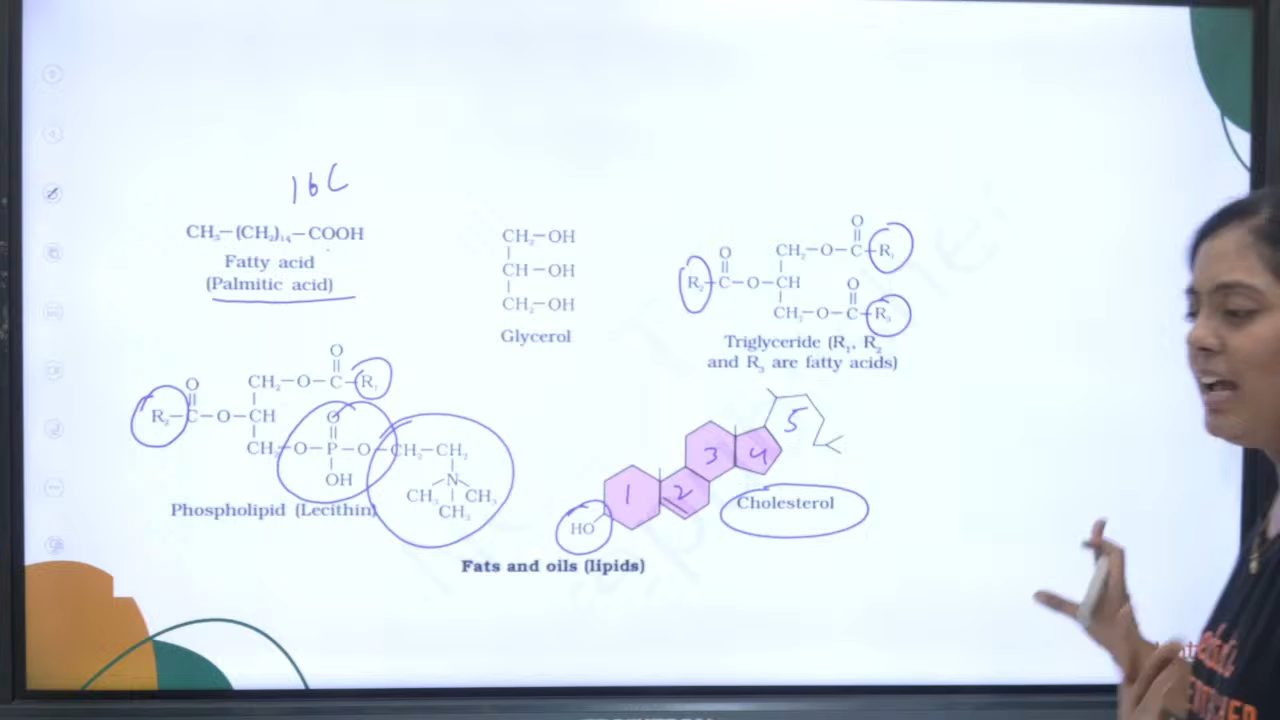 16C
CH₃–(CH₂)₁₄–COOH
Fatty acid
(Palmitic acid)
CH₂–OH
CH–OH
CH₂–OH
Glycerol
O
CH₂–O–C–R₁
O
R₂–C–O–CH
O
CH₂–O–C–R₃
Triglyceride (R₁, R₂
and R₃ are fatty acids)
O
CH₂–O–C–R₁
O
R₂–C–O–CH
O
CH₂–O–P–O–CH₂–CH₂
OH
N
CH₃ CH₃
CH₃
Phospholipid (Lecithin)
1
2
3
4
5
HO
Cholesterol
Fats and oils (lipids)